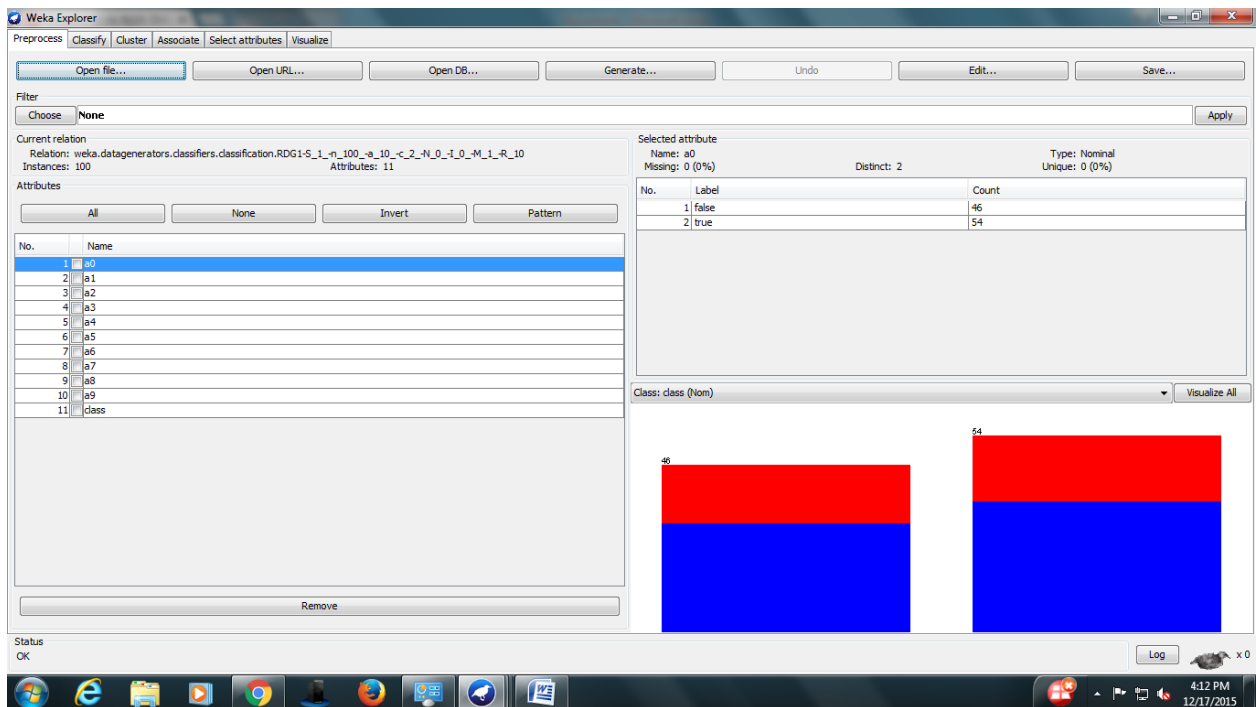 Weka Explorer
Preprocess Classify Cluster Associate Select attributes Visualize
Open file... Open URL... Open DB... Generate... Undo Edit... Save...
Filter
Choose None Apply
Current relation
Relation: weka.datagenerators.classifiers.classification.RDG1-S_1_-n_100_-a_10_-c_2_-N_0_-I_0_-M_1_-R_10
Instances: 100 Attributes: 11
Attributes
All None Invert Pattern
No. Name
1 a0
2 a1
3 a2
4 a3
5 a4
6 a5
7 a6
8 a7
9 a8
10 a9
11 class
Remove
Selected attribute
Name: a0 Type: Nominal
Missing: 0 (0%) Distinct: 2 Unique: 0 (0%)
No. Label Count
1 false 46
2 true 54
Class: class (Nom) Visualize All
46
54
Status
OK
Log x 0
4:12 PM
12/17/2015